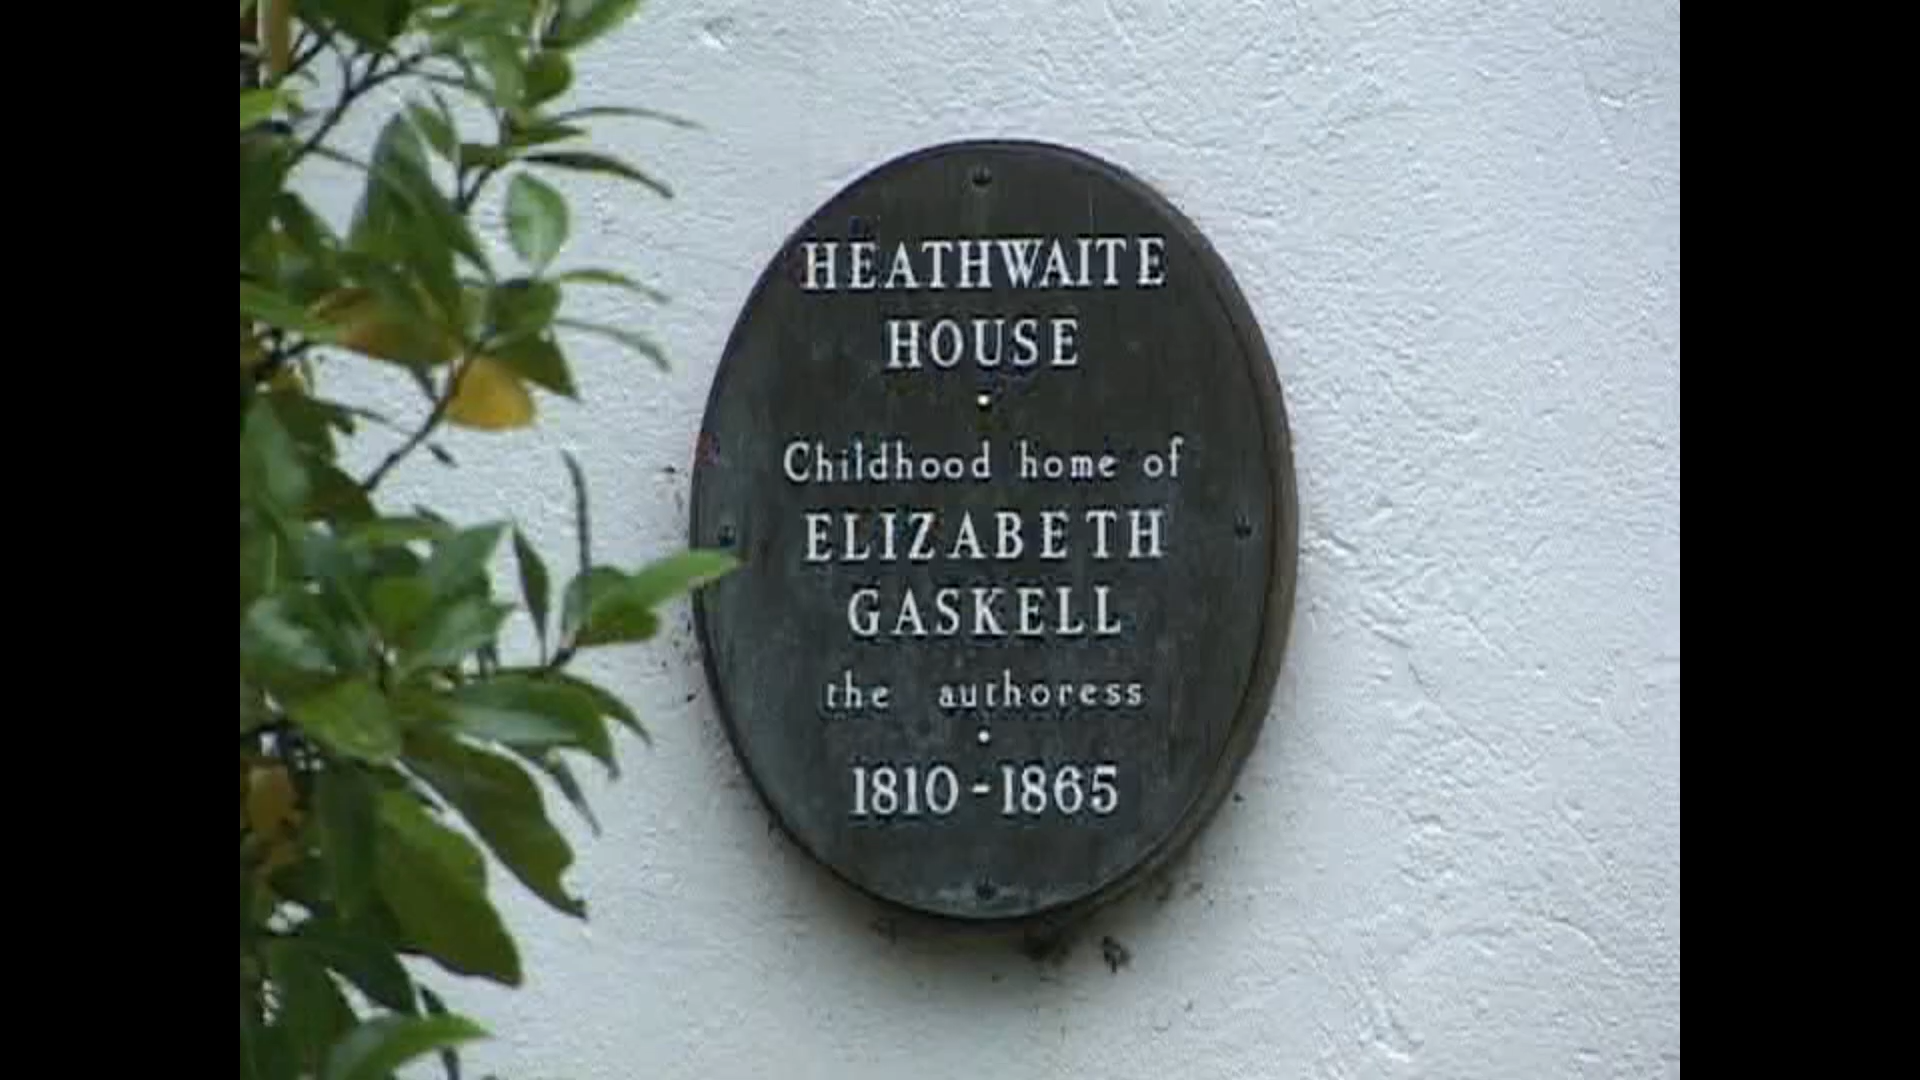 HEATHWAITE
HOUSE
Childhood home of
ELIZABETH
GASKELL
the authoress
1810-1865